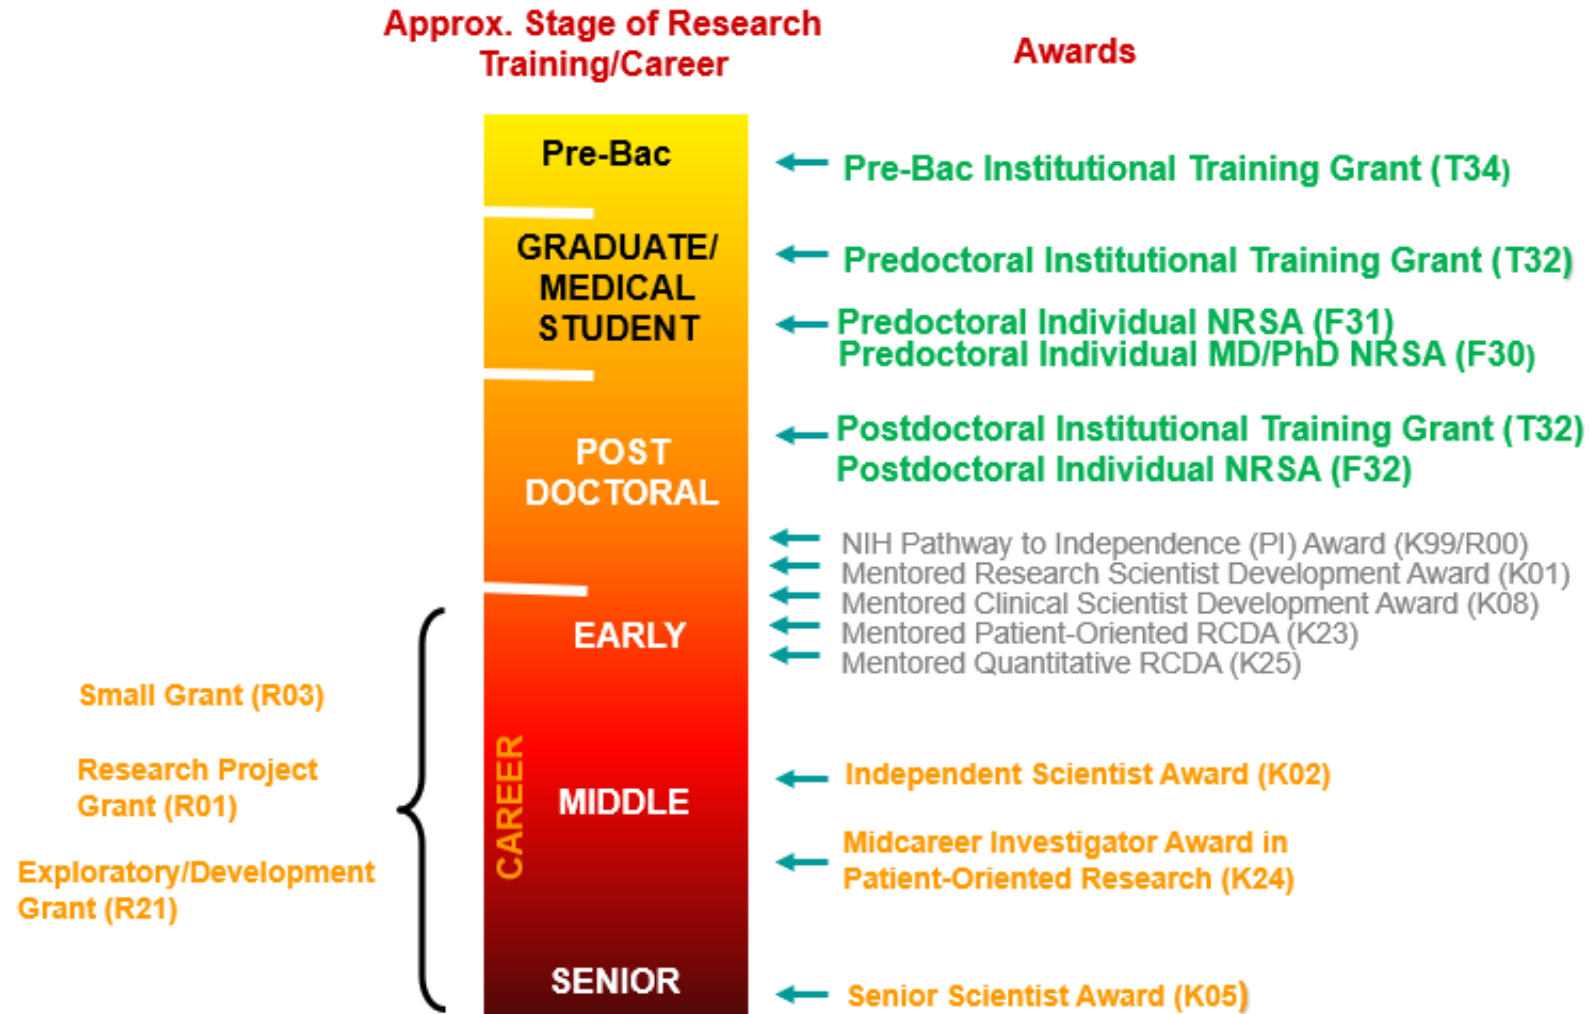 Approx. Stage of Research
Training/Career
Awards
Pre-Bac
Pre-Bac Institutional Training Grant (T34)
GRADUATE/
MEDICAL
STUDENT
Predoctoral Institutional Training Grant (T32)
Predoctoral Individual NRSA (F31)
Predoctoral Individual MD/PhD NRSA (F30)
POST
DOCTORAL
Postdoctoral Institutional Training Grant (T32)
Postdoctoral Individual NRSA (F32)
NIH Pathway to Independence (PI) Award (K99/R00)
Mentored Research Scientist Development Award (K01)
Mentored Clinical Scientist Development Award (K08)
Mentored Patient-Oriented RCDA (K23)
Mentored Quantitative RCDA (K25)
CAREER
EARLY
MIDDLE
SENIOR
Small Grant (R03)
Research Project
Grant (R01)
Exploratory/Development
Grant (R21)
Independent Scientist Award (K02)
Midcareer Investigator Award in
Patient-Oriented Research (K24)
Senior Scientist Award (K05)